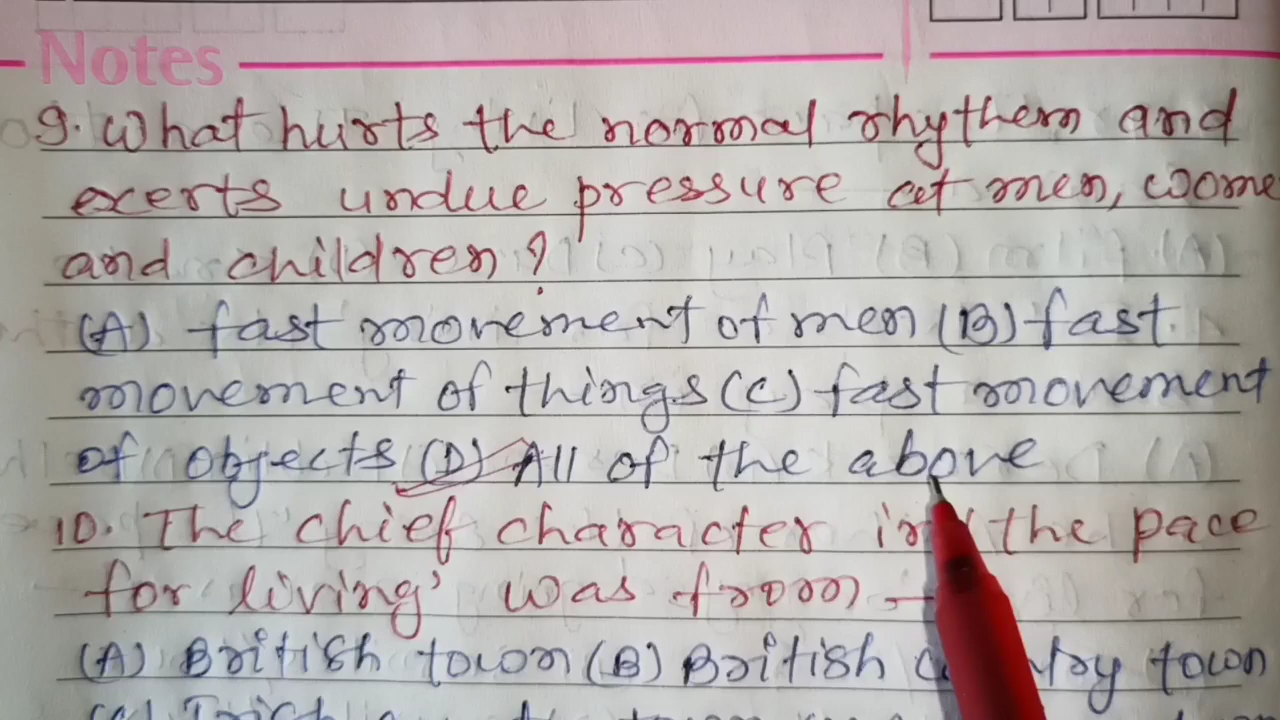 Notes
9. What hurts the normal rhythem and
exerts undue pressure at men, wome
and children?
(A) fast movement of men (B) fast
movement of things (C) fast movement
of objects (D) All of the above
10. The chief character in 'the pace
for living' was from -
(A) British town (B) British town